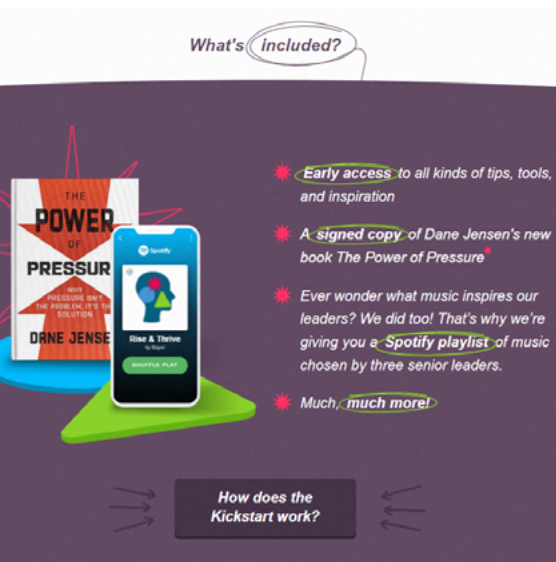 What's included?
THE
POWER
OF
PRESSUR
WHY
PRESSURE ISN'T
THE PROBLEM, IT'S TH
SOLUTION
DANE JENSE
Spotify
Rise & Thrive
SHUFFLE PLAY
Early access to all kinds of tips, tools,
and inspiration
A signed copy of Dane Jensen's new
book The Power of Pressure*
Ever wonder what music inspires our
leaders? We did too! That's why we're
giving you a Spotify playlist of music
chosen by three senior leaders.
Much, much more!
How does the
Kickstart work?